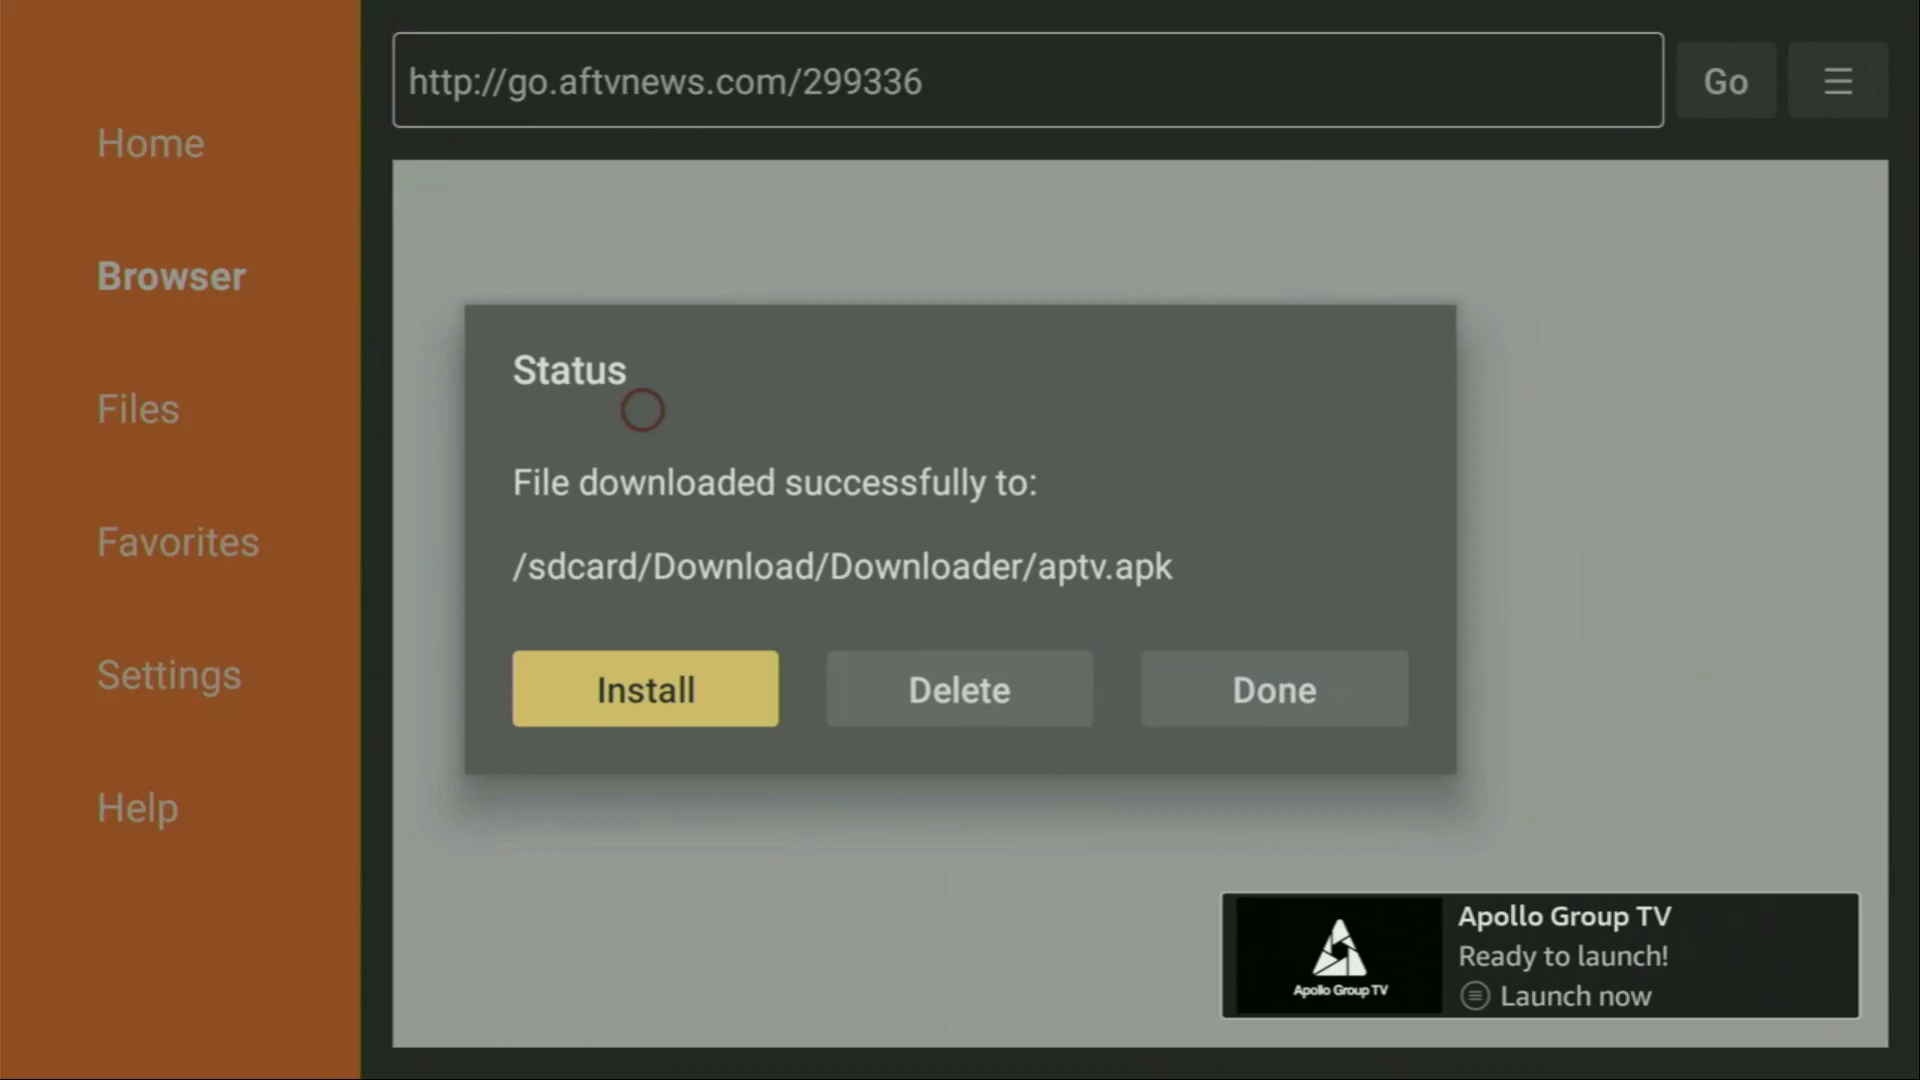 http://go.aftvnews.com/299336
Go
Home
Browser
Files
Favorites
Settings
Help
Status
File downloaded successfully to:
/sdcard/Download/Downloader/aptv.apk
Install
Delete
Done
Apollo Group TV
Apollo Group TV
Ready to launch!
Launch now